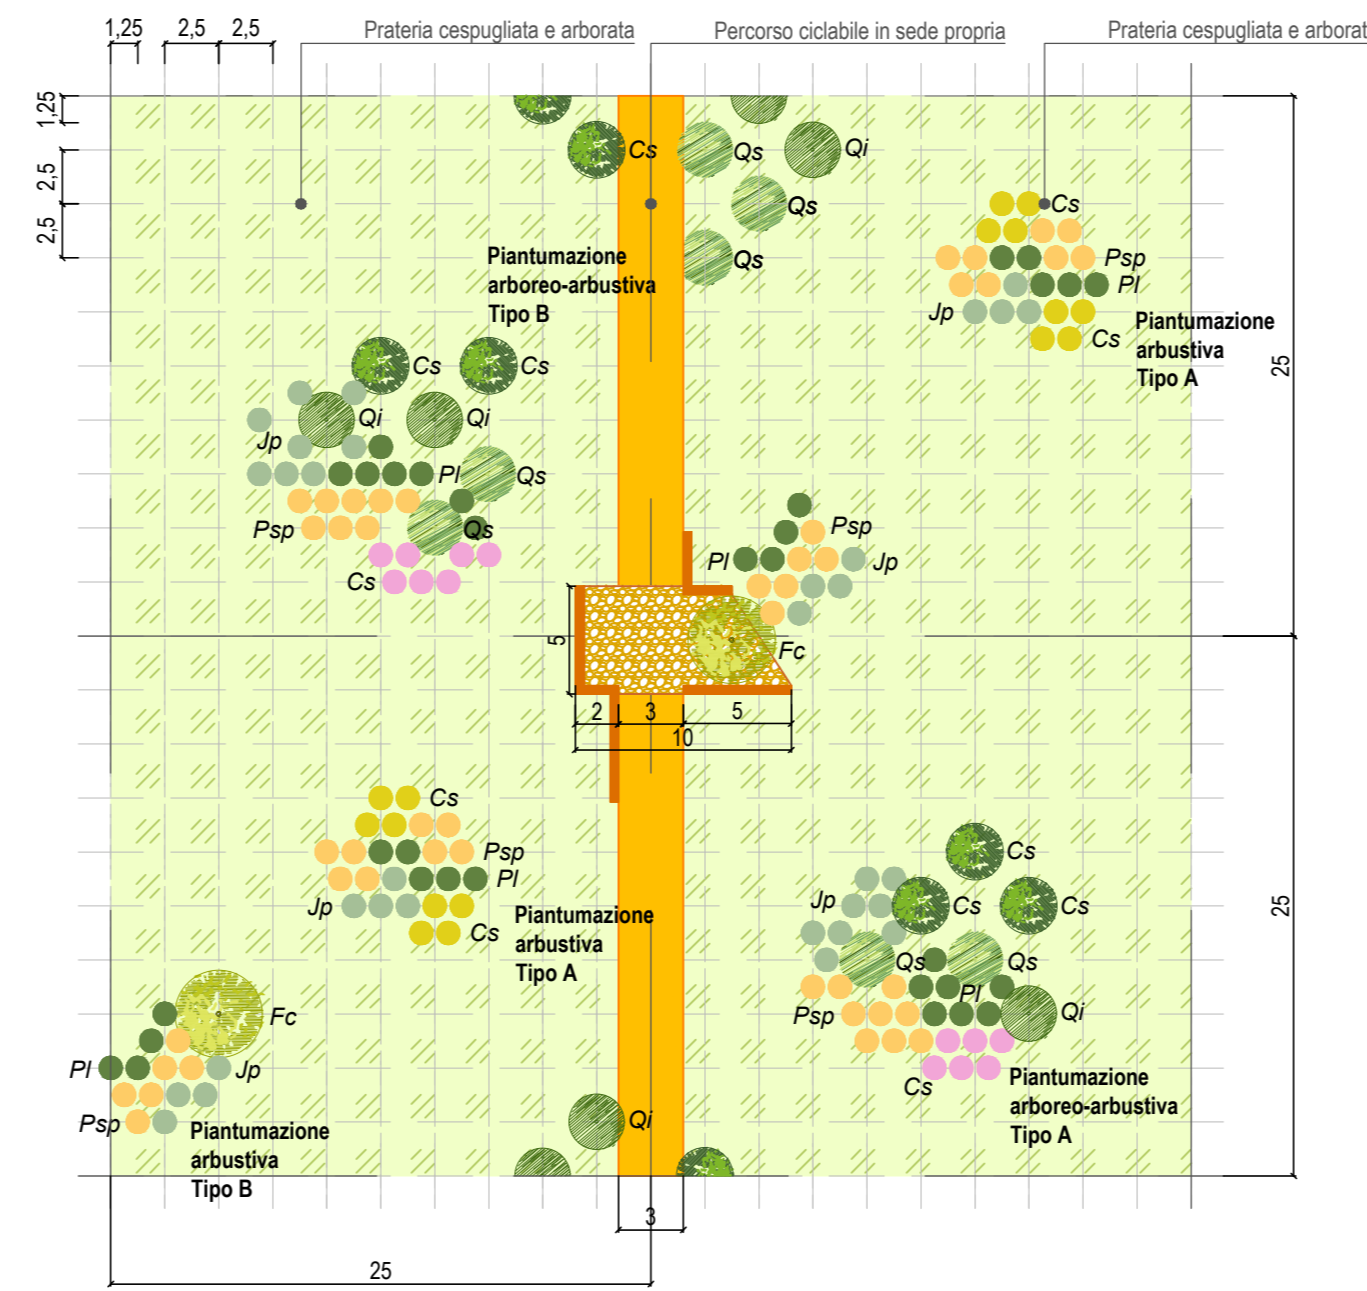 1,25
2,5
2,5
Prateria cespugliata e arborata
Percorso ciclabile in sede propria
Prateria cespugliata e arborat
1,25
2,5
2,5
Cs
Qs
Qi
Qs
Qs
Cs
Psp
Pl
Jp
Cs
Piantumazione
arboreo-arbustiva
Tipo B
Piantumazione
arbustiva
Tipo A
25
Cs
Cs
Qi
Qi
Jp
Pl
Qs
Psp
Qs
Cs
Psp
Pl
Jp
5
Fc
2
3
5
10
Cs
Psp
Pl
Jp
Cs
Piantumazione
arbustiva
Tipo A
Cs
Jp
Cs
Cs
Qs
Qs
Pl
Psp
Qi
Cs
Piantumazione
arboreo-arbustiva
Tipo A
25
Fc
Pl
Jp
Psp
Piantumazione
arbustiva
Tipo B
Qi
3
25